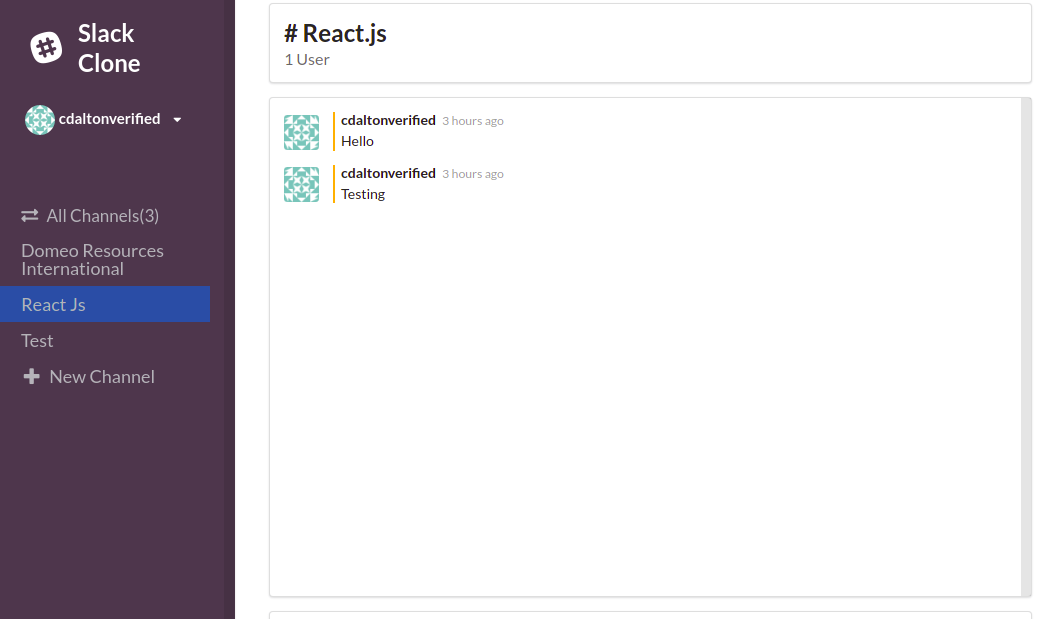 Slack
Clone
cdaltonverified
All Channels(3)
Domeo Resources
International
React Js
Test
New Channel
# React.js
1 User
cdaltonverified 3 hours ago
Hello
cdaltonverified 3 hours ago
Testing